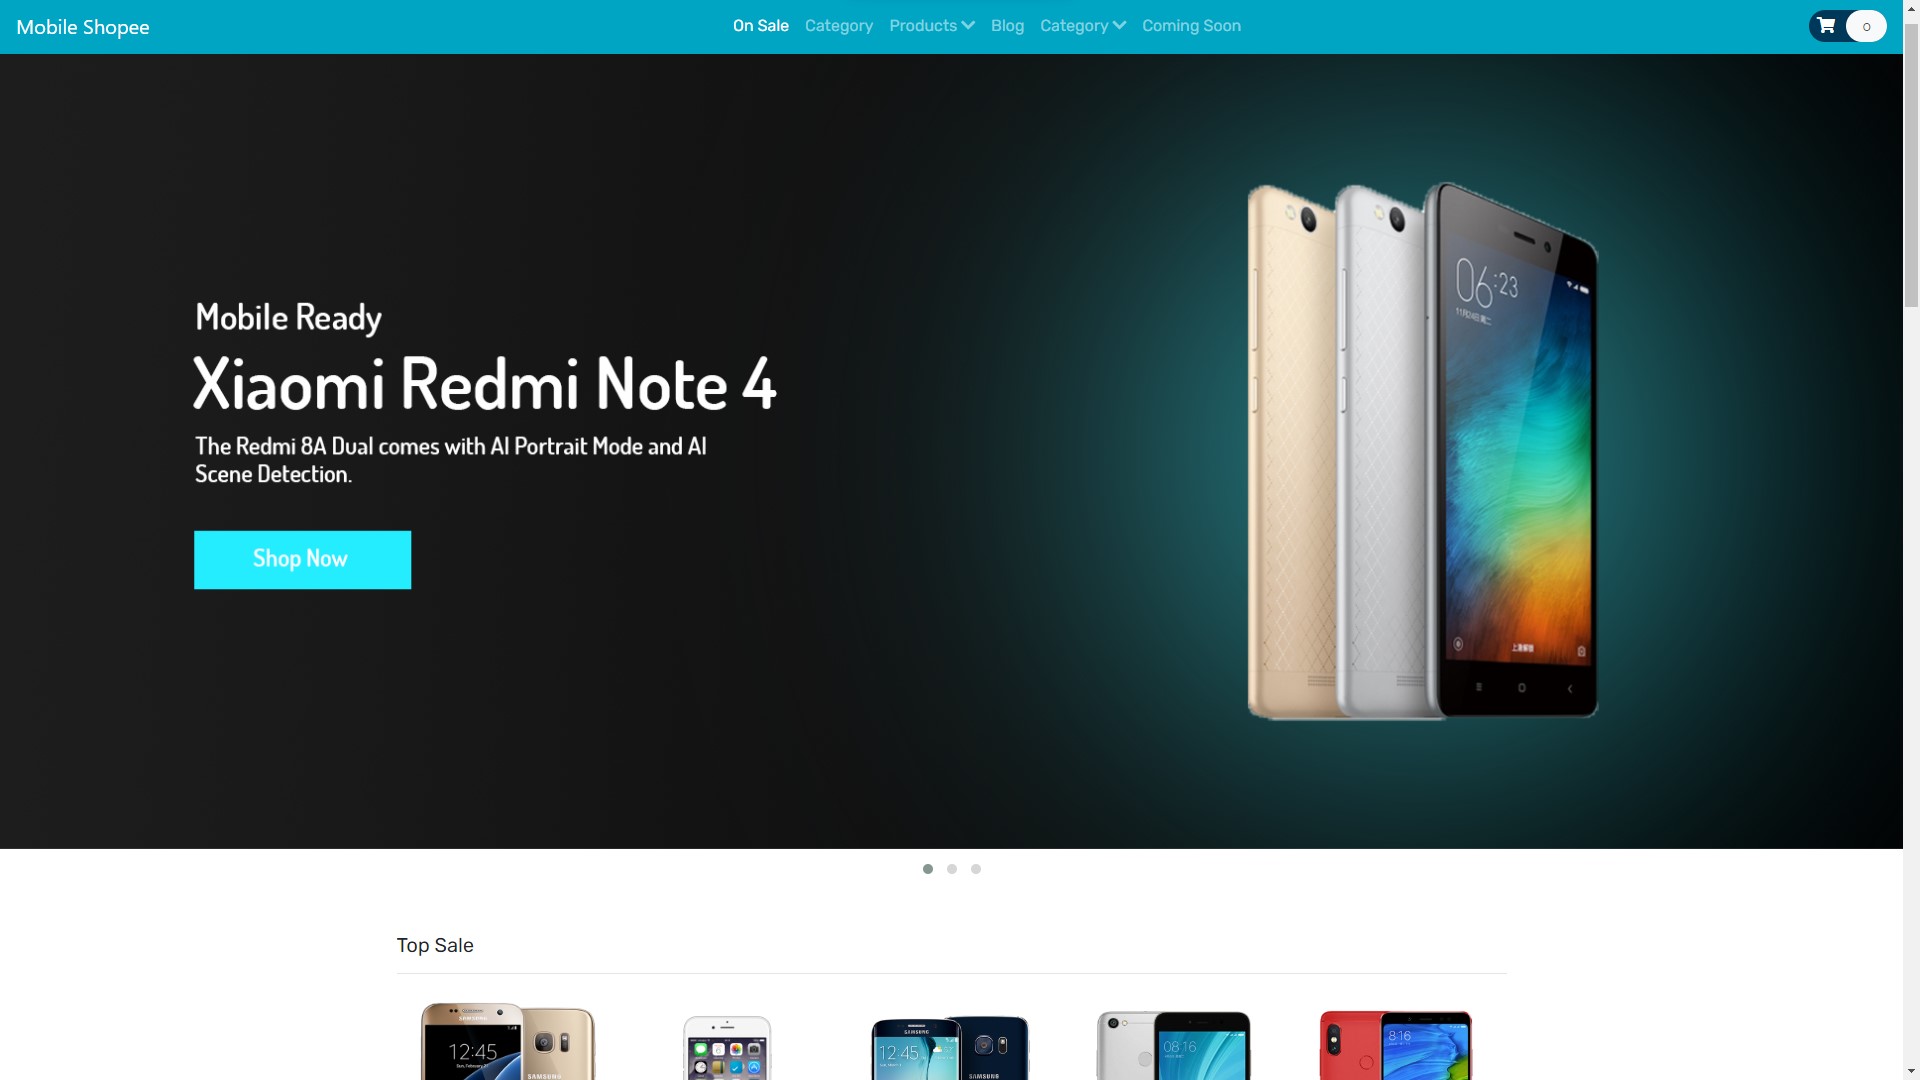 Mobile Shopee
On Sale Category Products Blog Category Coming Soon
0
Mobile Ready
Xiaomi Redmi Note 4
The Redmi 8A Dual comes with AI Portrait Mode and AI
Scene Detection.
Shop Now
06:23
Top Sale
SAMSUNG
12:45
SAMSUNG
SAMSUNG
12:45
SAMSUNG
08:16
8:16